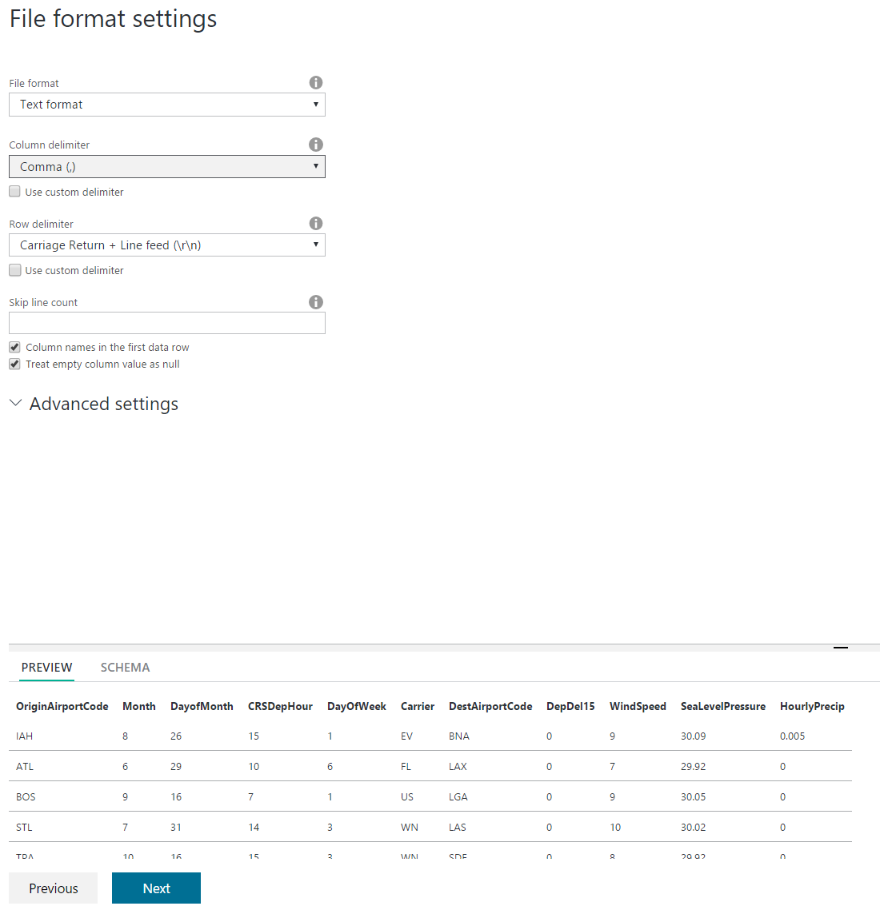 File format settings
File format
Text format
Column delimiter
Comma (,)
Use custom delimiter
Row delimiter
Carriage Return + Line feed (\r\n)
Use custom delimiter
Skip line count
Column names in the first data row
Treat empty column value as null
Advanced settings
PREVIEW SCHEMA
OriginAirportCode Month DayofMonth CRSDepHour DayOfWeek Carrier DestAirportCode DepDel15 WindSpeed SeaLevelPressure HourlyPrecip
IAH 8 26 15 1 EV BNA 0 9 30.09 0.005
ATL 6 29 10 6 FL LAX 0 7 29.92 0
BOS 9 16 7 1 US LGA 0 9 30.05 0
STL 7 31 14 3 WN LAS 0 10 30.02 0
TPA 10 16 15 3 WN SDF 0 8 29.92 0
Previous Next